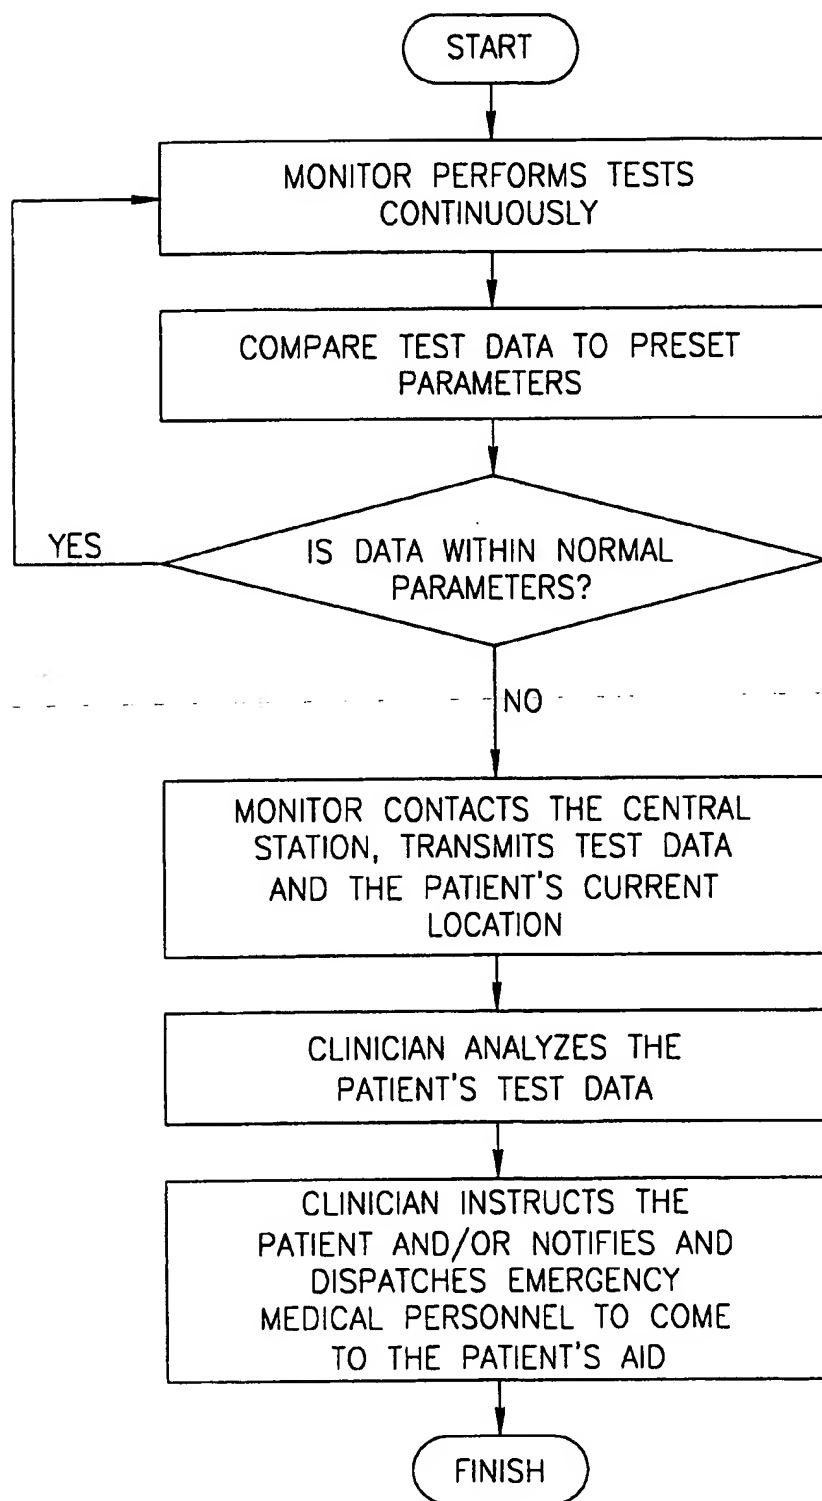 START
MONITOR PERFORMS TESTS
CONTINUOUSLY
COMPARE TEST DATA TO PRESET
PARAMETERS
IS DATA WITHIN NORMAL
PARAMETERS?
YES
NO
MONITOR CONTACTS THE CENTRAL
STATION, TRANSMITS TEST DATA
AND THE PATIENT'S CURRENT
LOCATION
CLINICIAN ANALYZES THE
PATIENT'S TEST DATA
CLINICIAN INSTRUCTS THE
PATIENT AND/OR NOTIFIES AND
DISPATCHES EMERGENCY
MEDICAL PERSONNEL TO COME
TO THE PATIENT'S AID
FINISH